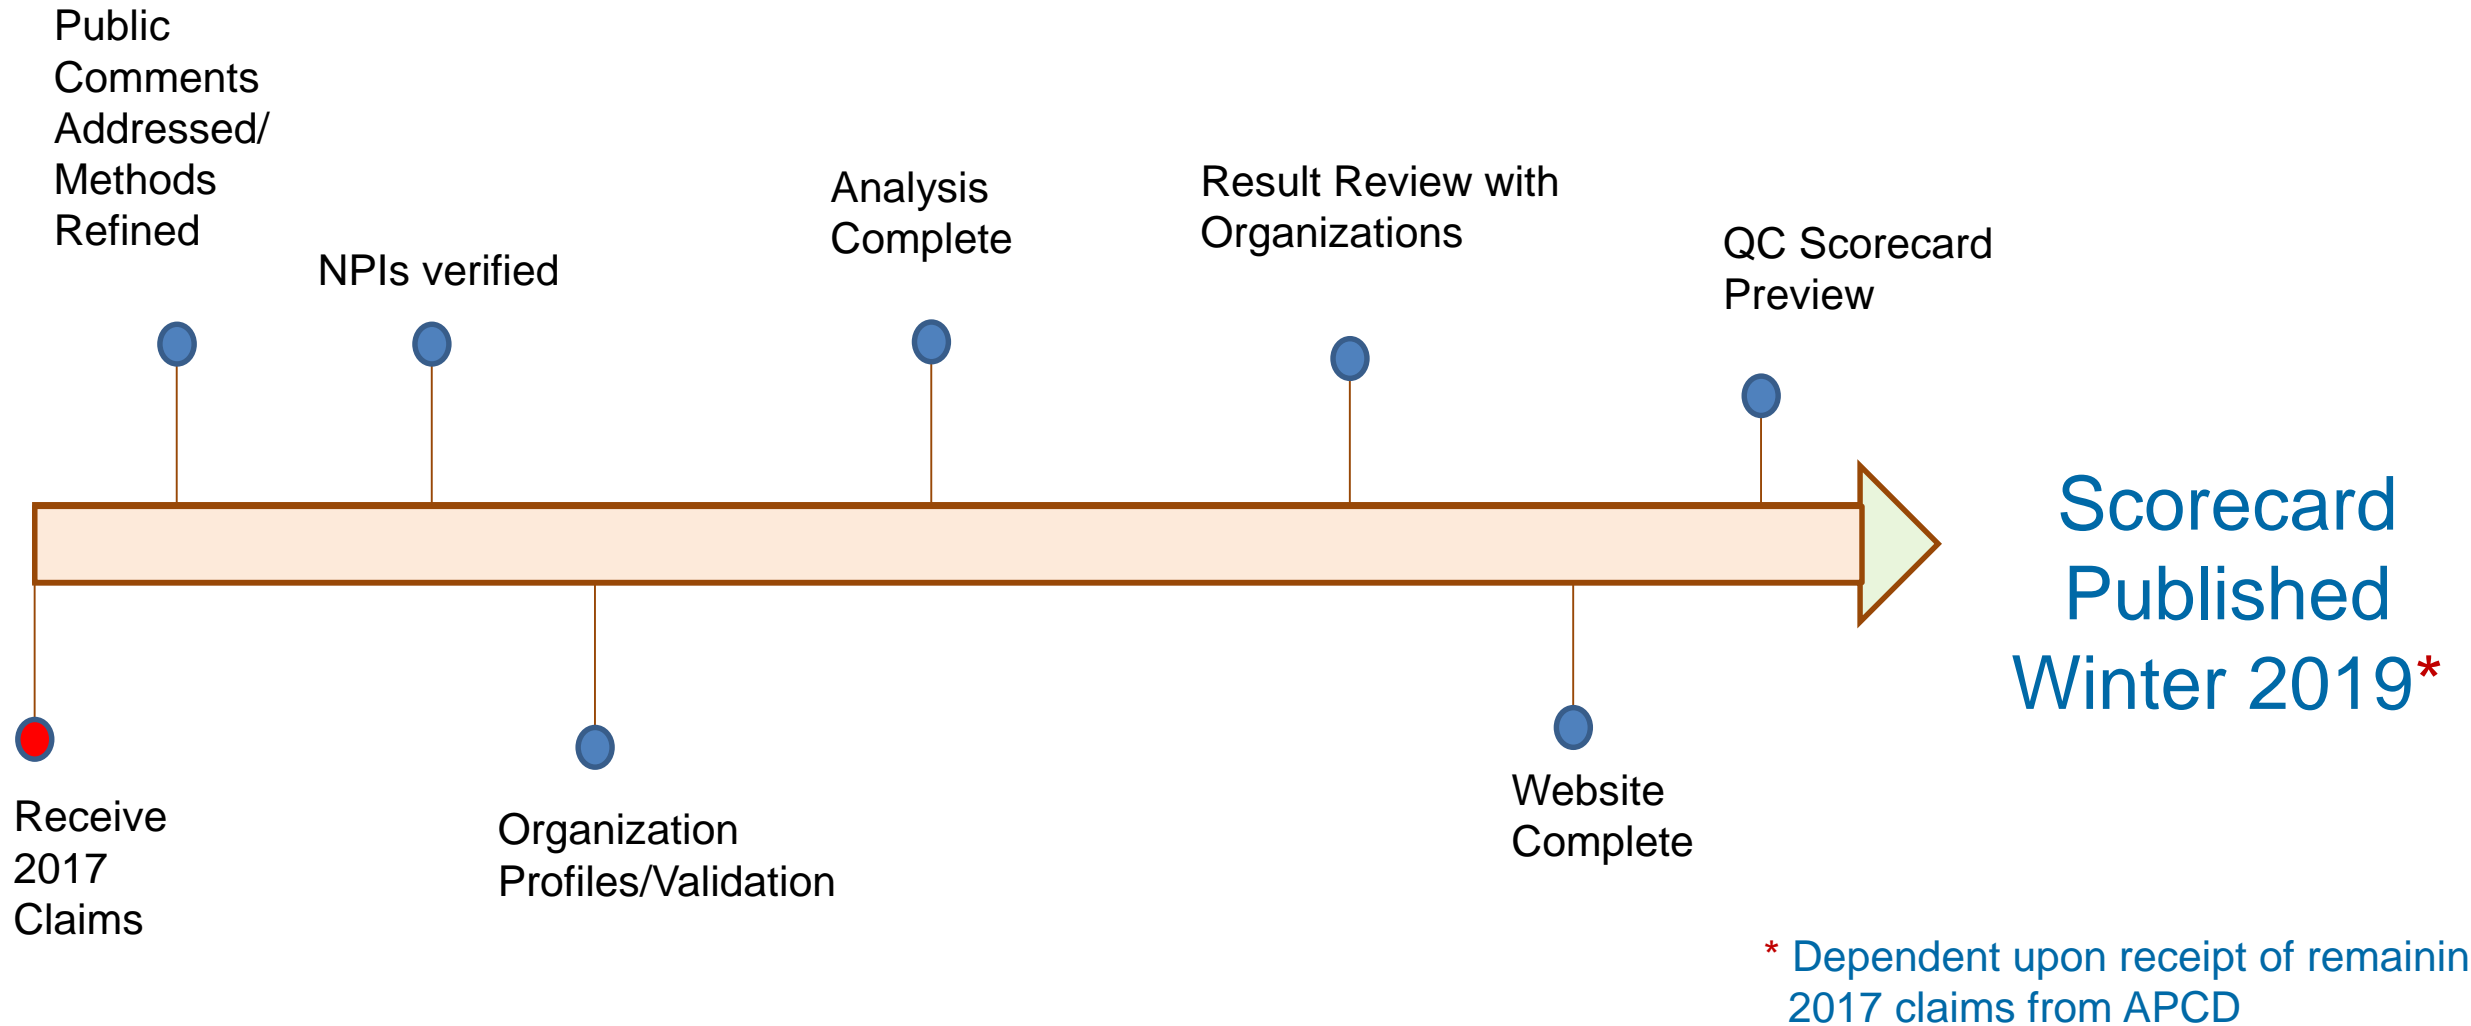 Public
Comments
Addressed/
Methods
Refined
NPIs verified
Analysis
Complete
Result Review with
Organizations
QC Scorecard
Preview
Scorecard
Published
Winter 2019*
Receive
2017
Claims
Organization
Profiles/Validation
Website
Complete
* Dependent upon receipt of remainin
2017 claims from APCD